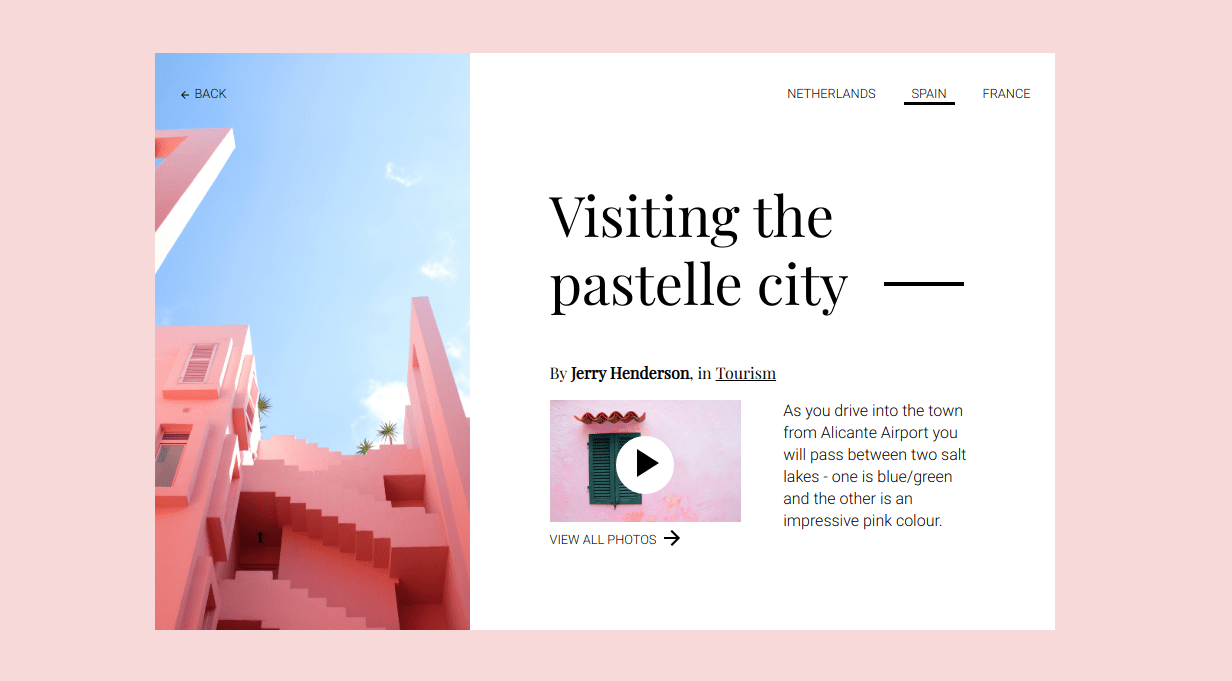 BACK
NETHERLANDS SPAIN FRANCE
Visiting the
pastelle city
By Jerry Henderson, in Tourism
As you drive into the town
from Alicante Airport you
will pass between two salt
lakes - one is blue/green
and the other is an
impressive pink colour.
VIEW ALL PHOTOS